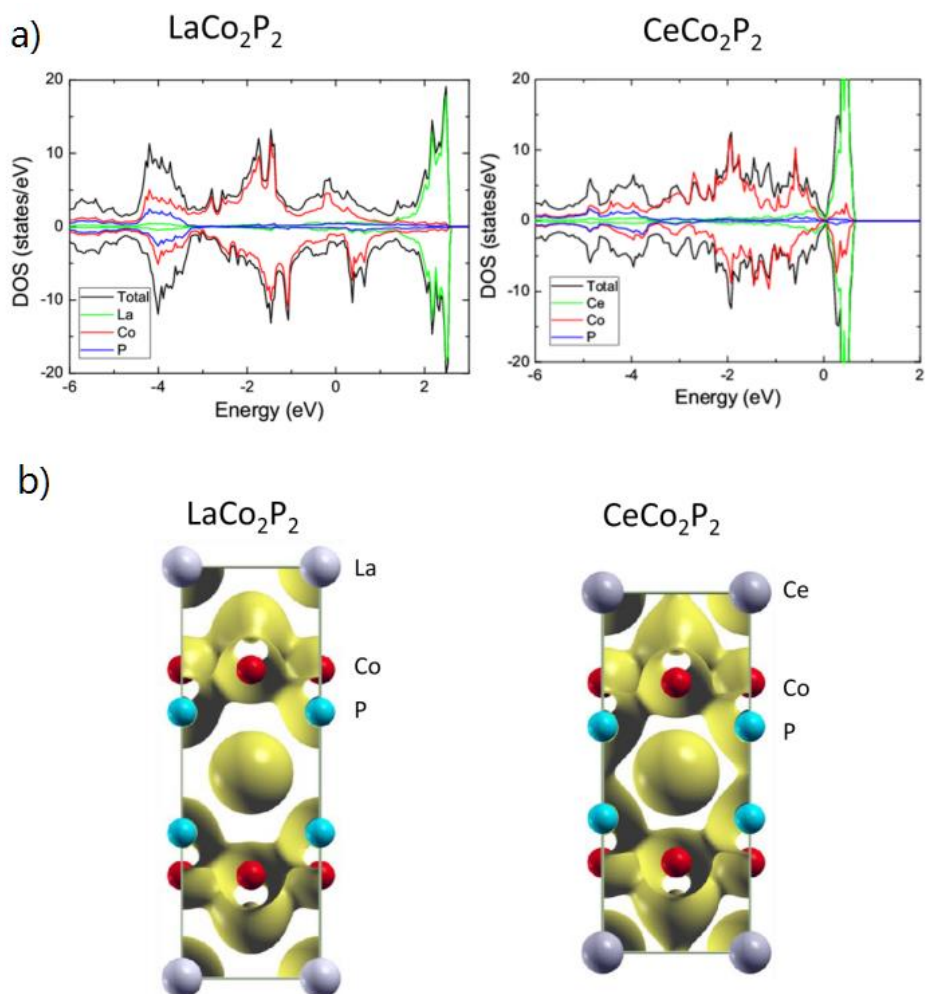 a)
LaCo₂P₂
CeCo₂P₂
20
10
0
-10
-20
DOS (states/eV)
Total
La
Co
P
-6
-4
-2
0
2
Energy (eV)
20
10
0
-10
-20
DOS (states/eV)
Total
Ce
Co
P
-6
-4
-2
0
2
Energy (eV)
b)
LaCo₂P₂
CeCo₂P₂
La
Co
P
Ce
Co
P